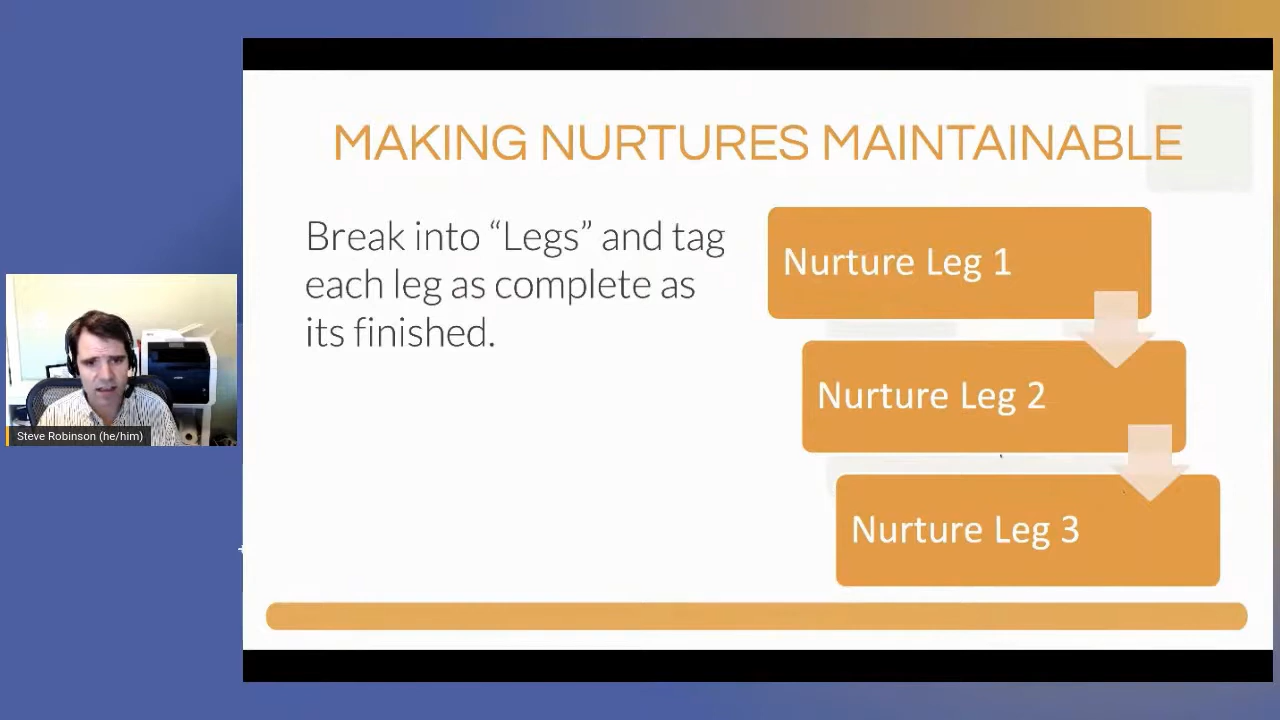 MAKING NURTURES MAINTAINABLE
Break into “Legs” and tag
each leg as complete as
its finished.
Nurture Leg 1
Nurture Leg 2
Nurture Leg 3
Steve Robinson (he/him)